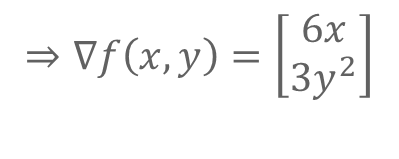 ⇒ ∇f(x, y) = [6x
3y²]